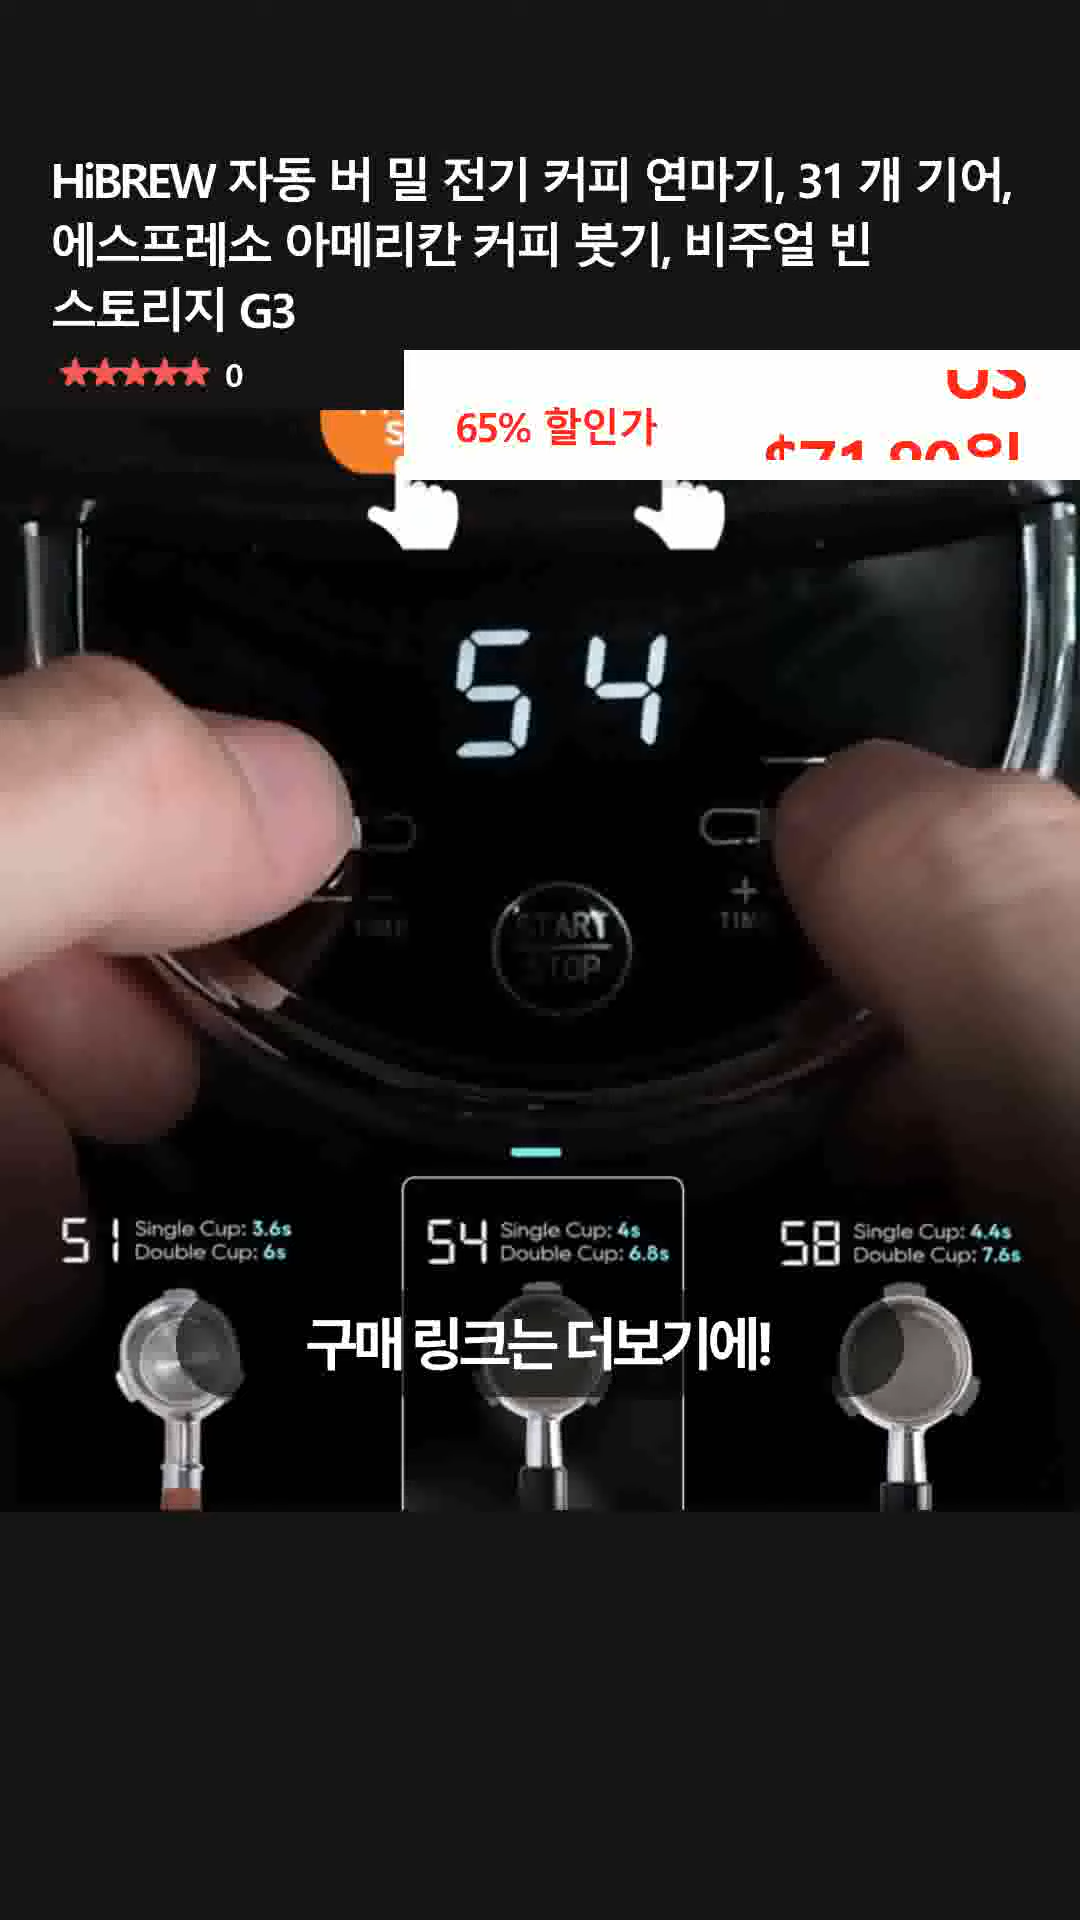 HiBREW 자동 버 밀 전기 커피 연마기, 31 개 기어,
에스프레소 아메리칸 커피 붓기, 비주얼 빈
스토리지 G3
★★★★★ 0
US
65% 할인가
54
+
START
STOP
51 Single Cup: 3.6s
Double Cup: 6s
54 Single Cup: 4s
Double Cup: 6.8s
58 Single Cup: 4.4s
Double Cup: 7.6s
구매 링크는 더보기에!